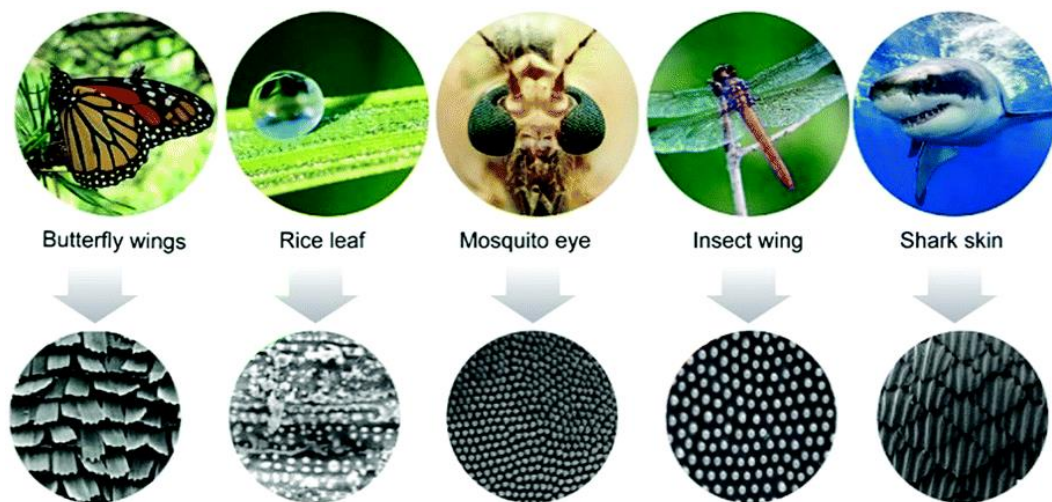 Butterfly wings
Rice leaf
Mosquito eye
Insect wing
Shark skin